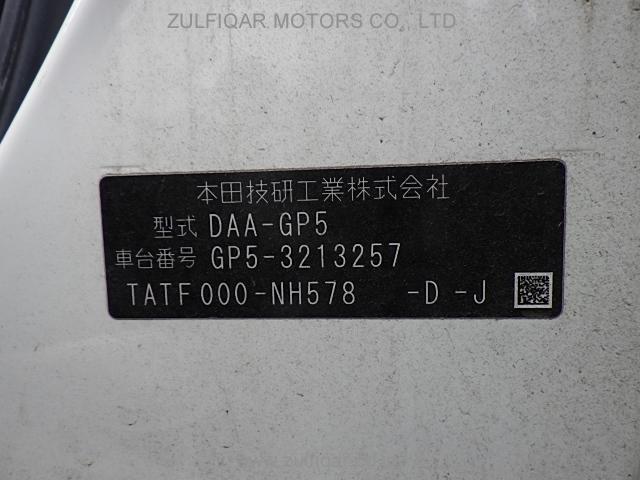 ZULFIQAR MOTORS CO., LTD.
本田技研工業株式会社
型式 DAA-GP5
車台番号 GP5-3213257
TATF000-NH578 -D -J